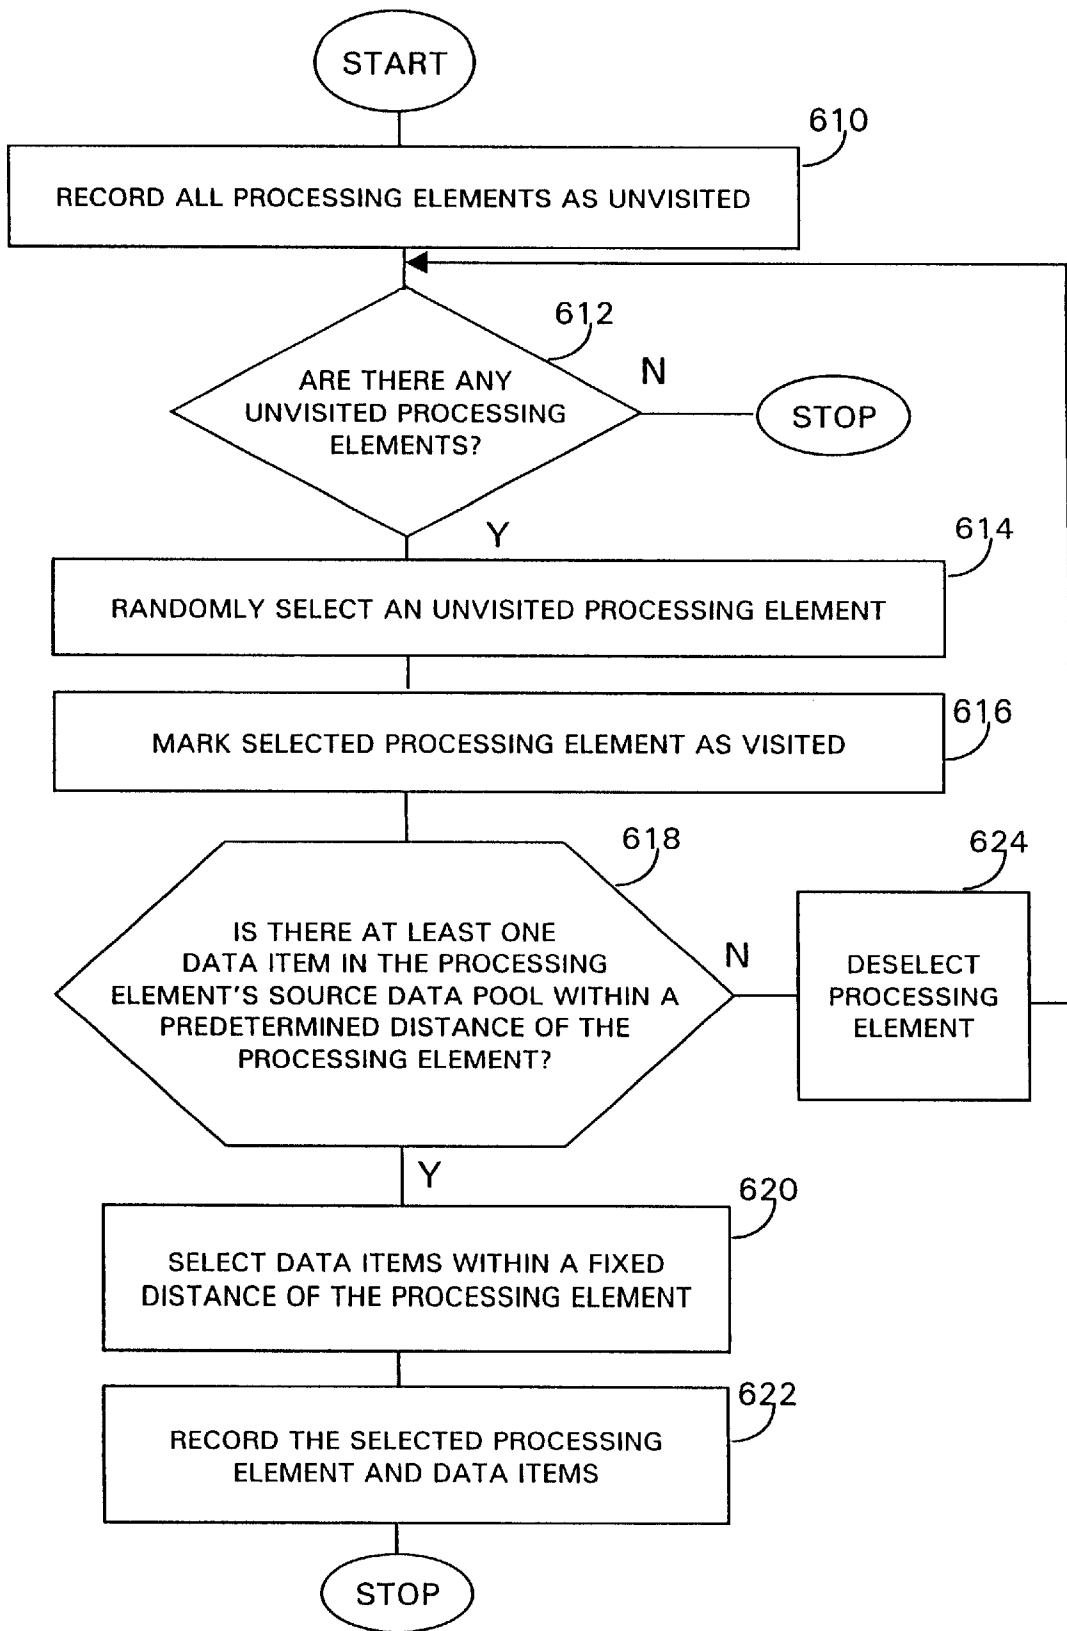 START
610
RECORD ALL PROCESSING ELEMENTS AS UNVISITED
612
ARE THERE ANY
UNVISITED PROCESSING
ELEMENTS?
N
STOP
Y
614
RANDOMLY SELECT AN UNVISITED PROCESSING ELEMENT
616
MARK SELECTED PROCESSING ELEMENT AS VISITED
618
IS THERE AT LEAST ONE
DATA ITEM IN THE PROCESSING
ELEMENT'S SOURCE DATA POOL WITHIN A
PREDETERMINED DISTANCE OF THE
PROCESSING ELEMENT?
N
624
DESELECT
PROCESSING
ELEMENT
Y
620
SELECT DATA ITEMS WITHIN A FIXED
DISTANCE OF THE PROCESSING ELEMENT
622
RECORD THE SELECTED PROCESSING
ELEMENT AND DATA ITEMS
STOP